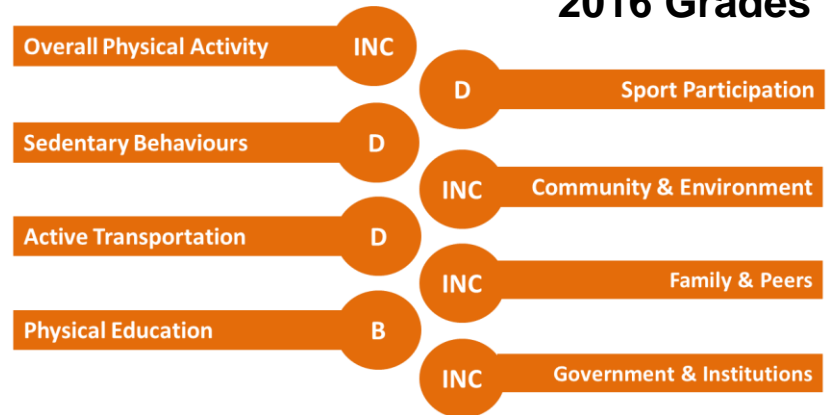 2016 Grades
Overall Physical Activity INC
D Sport Participation
Sedentary Behaviours D
INC Community & Environment
Active Transportation D
INC Family & Peers
Physical Education B
INC Government & Institutions